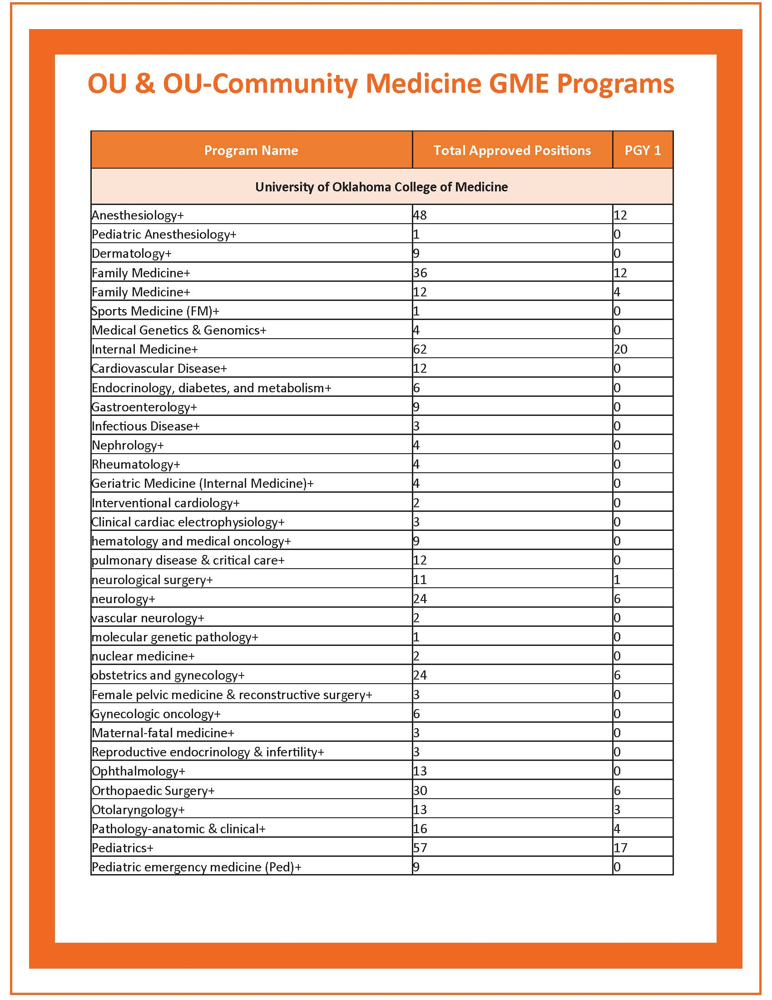 OU & OU-Community Medicine GME Programs
Program Name Total Approved Positions PGY 1
University of Oklahoma College of Medicine
Anesthesiology+ 48 12
Pediatric Anesthesiology+ 1 0
Dermatology+ 9 0
Family Medicine+ 36 12
Family Medicine+ 12 4
Sports Medicine (FM)+ 1 0
Medical Genetics & Genomics+ 4 0
Internal Medicine+ 62 20
Cardiovascular Disease+ 12 0
Endocrinology, diabetes, and metabolism+ 6 0
Gastroenterology+ 9 0
Infectious Disease+ 3 0
Nephrology+ 4 0
Rheumatology+ 4 0
Geriatric Medicine (Internal Medicine)+ 4 0
Interventional cardiology+ 2 0
Clinical cardiac electrophysiology+ 3 0
hematology and medical oncology+ 9 0
pulmonary disease & critical care+ 12 0
neurological surgery+ 11 1
neurology+ 24 6
vascular neurology+ 2 0
molecular genetic pathology+ 1 0
nuclear medicine+ 2 0
obstetrics and gynecology+ 24 6
Female pelvic medicine & reconstructive surgery+ 3 0
Gynecologic oncology+ 6 0
Maternal-fatal medicine+ 3 0
Reproductive endocrinology & infertility+ 3 0
Ophthalmology+ 13 0
Orthopaedic Surgery+ 30 6
Otolaryngology+ 13 3
Pathology-anatomic & clinical+ 16 4
Pediatrics+ 57 17
Pediatric emergency medicine (Ped)+ 9 0